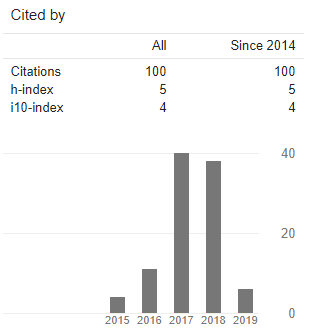 Cited by
All Since 2014
Citations 100 100
h-index 5 5
i10-index 4 4
40
20
0
2015 2016 2017 2018 2019